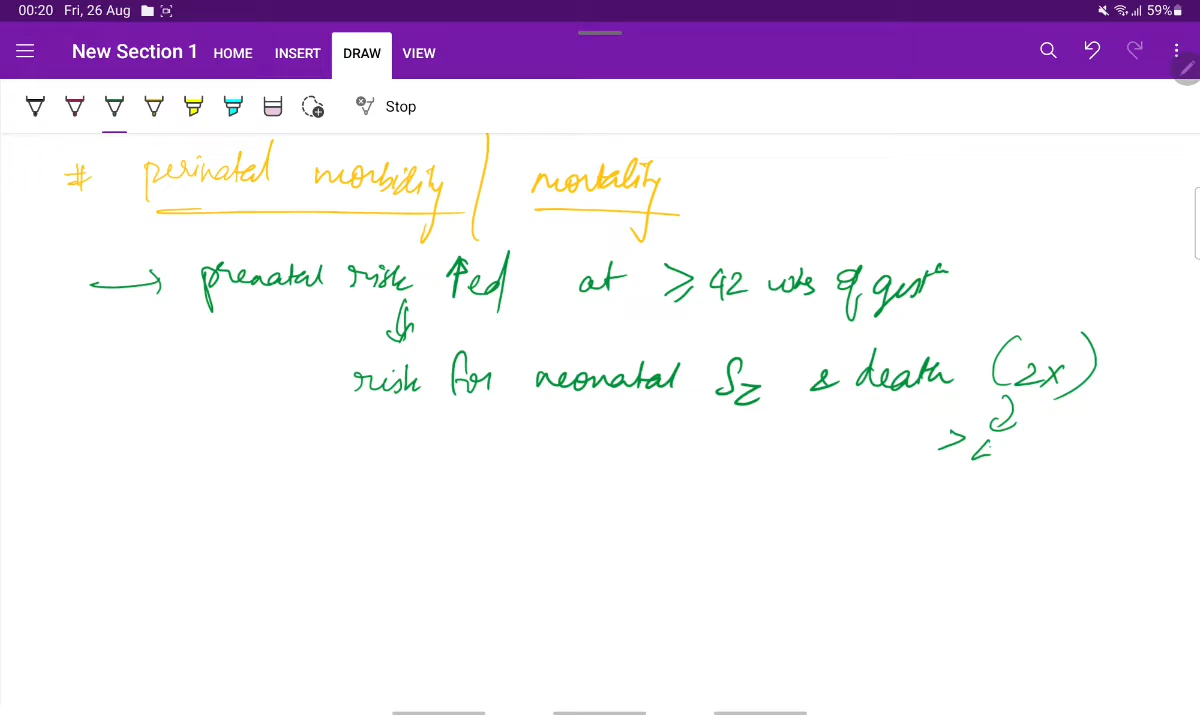 00:20 Fri, 26 Aug 59%
New Section 1 HOME INSERT DRAW VIEW
Stop
# perinatal morbidity / mortality
→ prenatal risk ↑ed at ≥ 42 wks of gestⁿ
risk for neonatal Sz & death (2x)
>